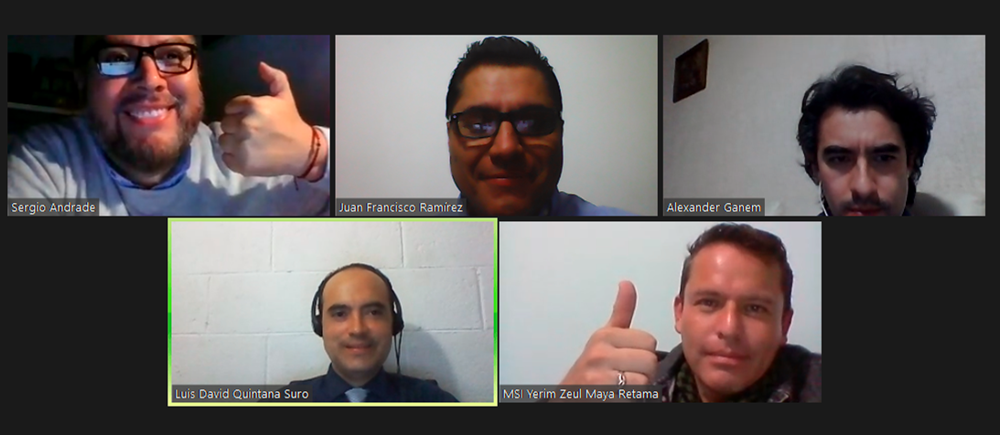 Sergio Andrade
Juan Francisco Ramírez
Alexander Ganem
Luis David Quintana Suro
MSI Yerim Zeul Maya Retama